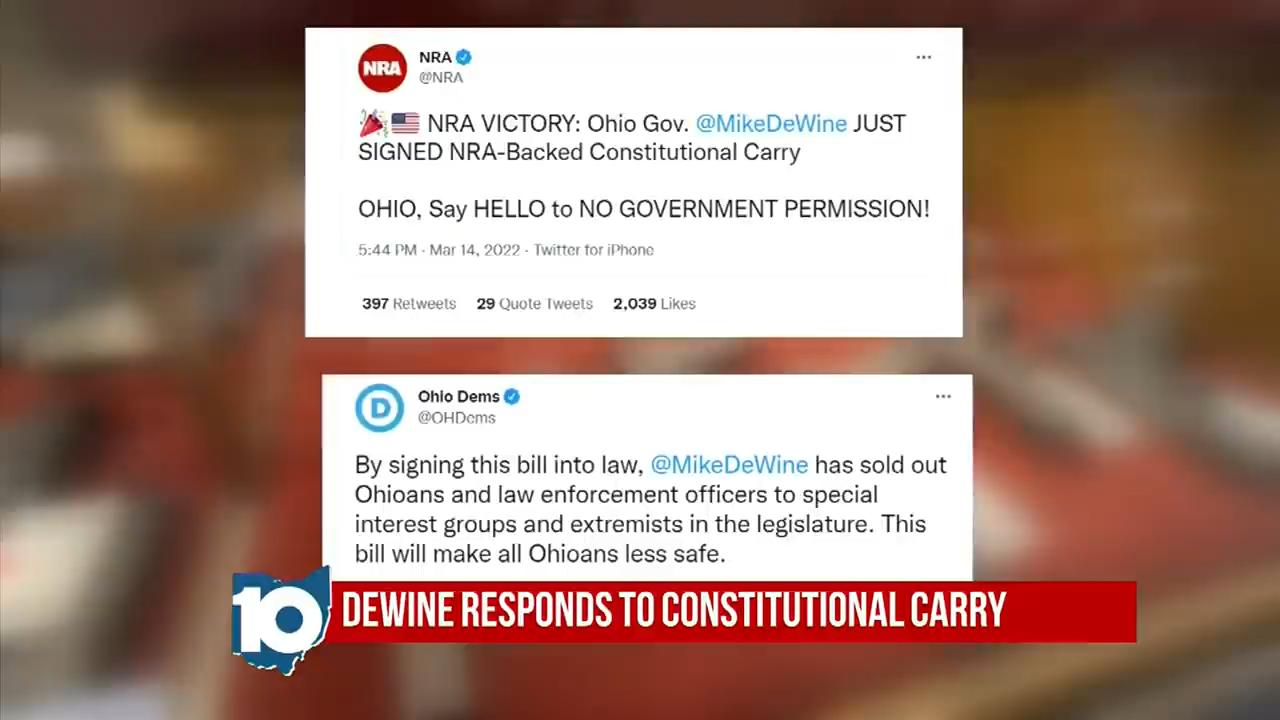 NRA
NRA
@NRA
NRA VICTORY: Ohio Gov. @MikeDeWine JUST
SIGNED NRA-Backed Constitutional Carry
OHIO, Say HELLO to NO GOVERNMENT PERMISSION!
5:44 PM · Mar 14, 2022 · Twitter for iPhone
397 Retweets 29 Quote Tweets 2,039 Likes
D
Ohio Dems
@OHDems
By signing this bill into law, @MikeDeWine has sold out
Ohioans and law enforcement officers to special
interest groups and extremists in the legislature. This
bill will make all Ohioans less safe.
10
DEWINE RESPONDS TO CONSTITUTIONAL CARRY